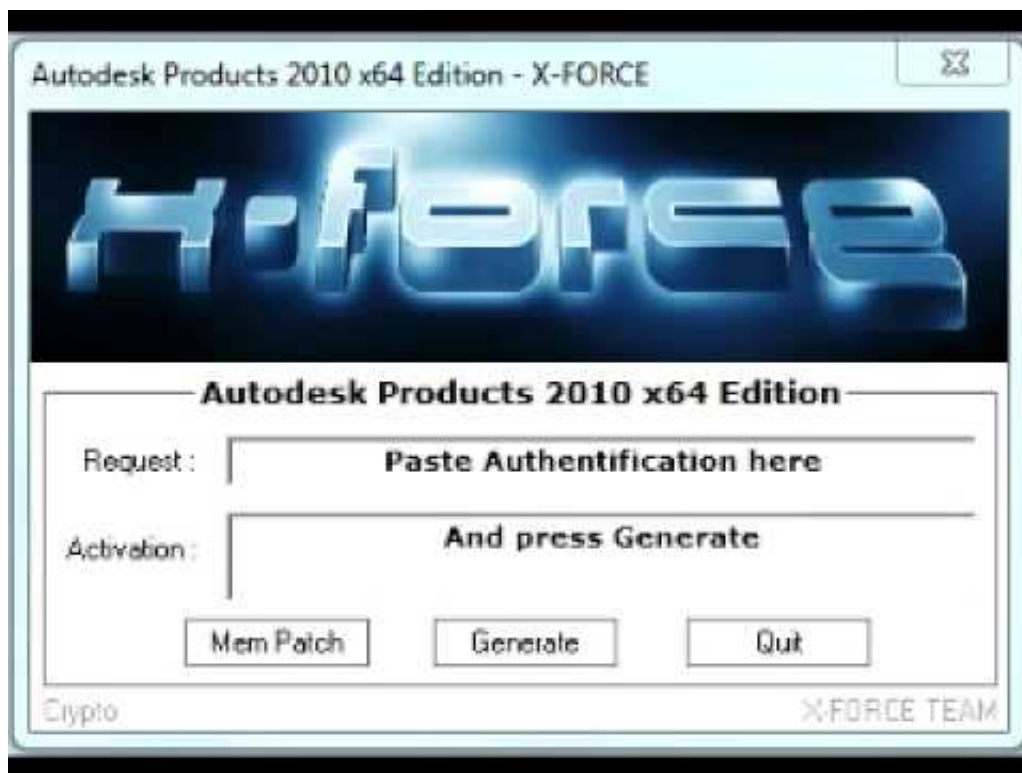 Autodesk Products 2010 x64 Edition - X-FORCE
x-force
Autodesk Products 2010 x64 Edition
Request :
Paste Authentification here
Activation :
And press Generate
Mem Patch
Generate
Quit
Crypto
X-FORCE TEAM